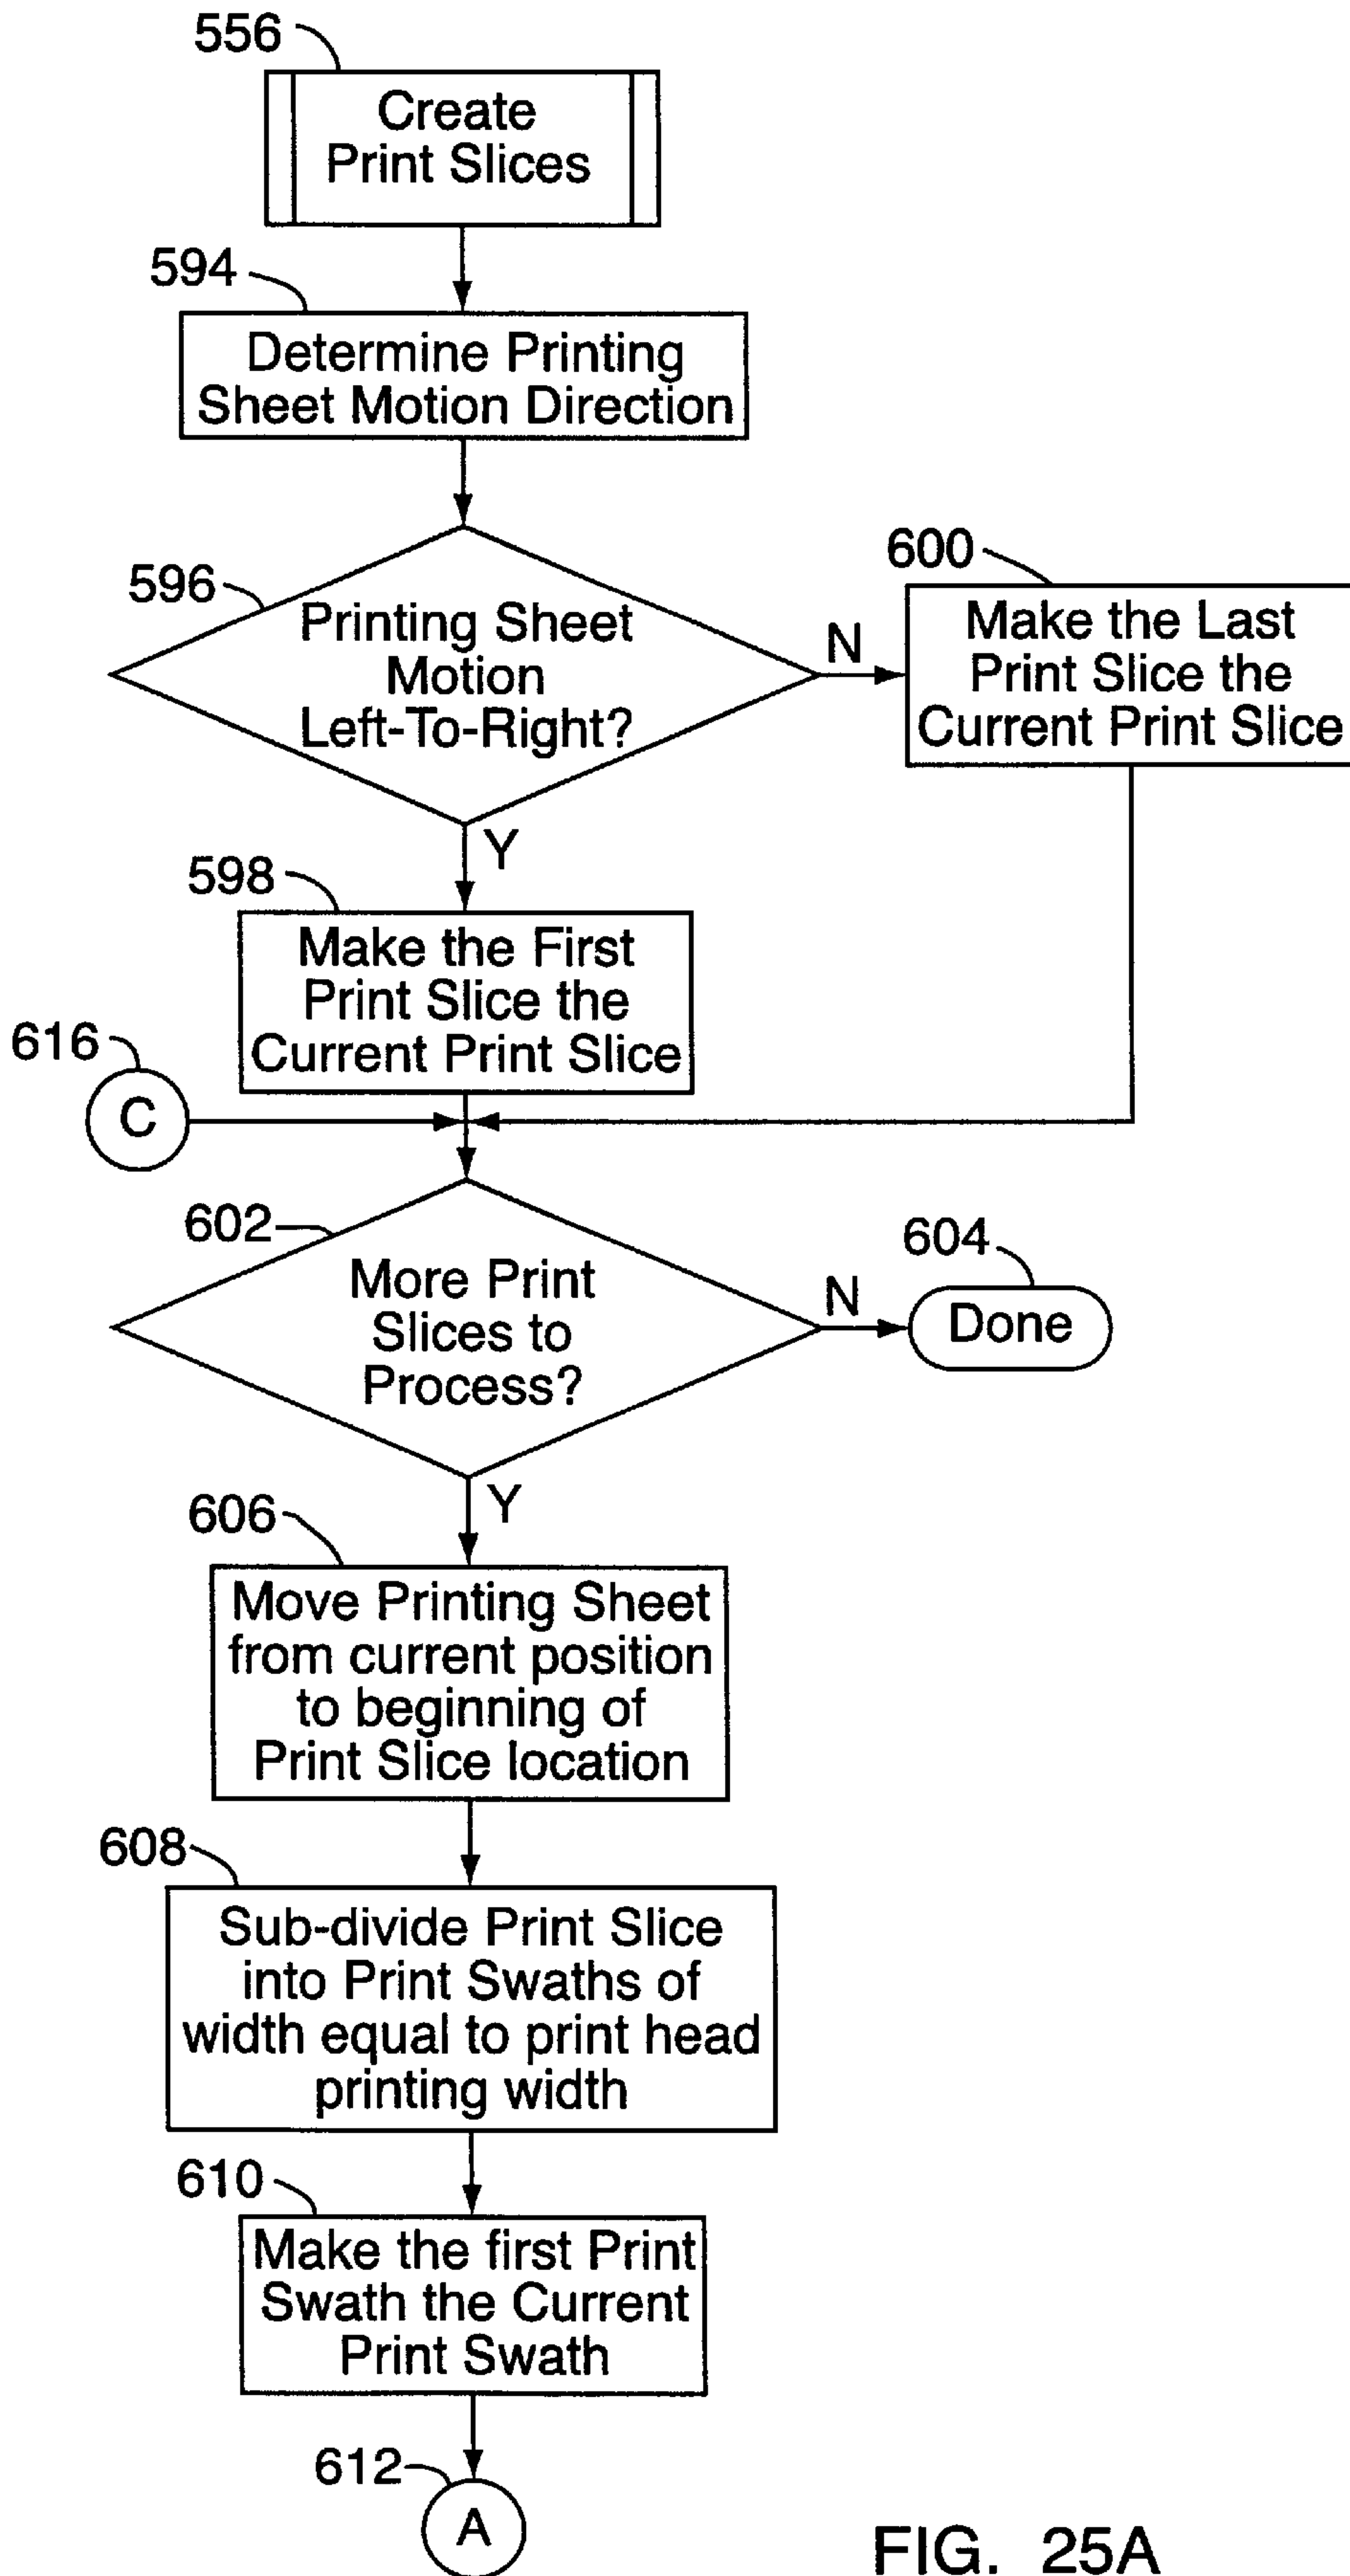 556
Create
Print Slices
594
Determine Printing
Sheet Motion Direction
596
Printing Sheet
Motion
Left-To-Right?
N
600
Make the Last
Print Slice the
Current Print Slice
Y
598
Make the First
Print Slice the
Current Print Slice
616
C
602
More Print
Slices to
Process?
N
604
Done
Y
606
Move Printing Sheet
from current position
to beginning of
Print Slice location
608
Sub-divide Print Slice
into Print Swaths of
width equal to print head
printing width
610
Make the first Print
Swath the Current
Print Swath
612
A
FIG. 25A